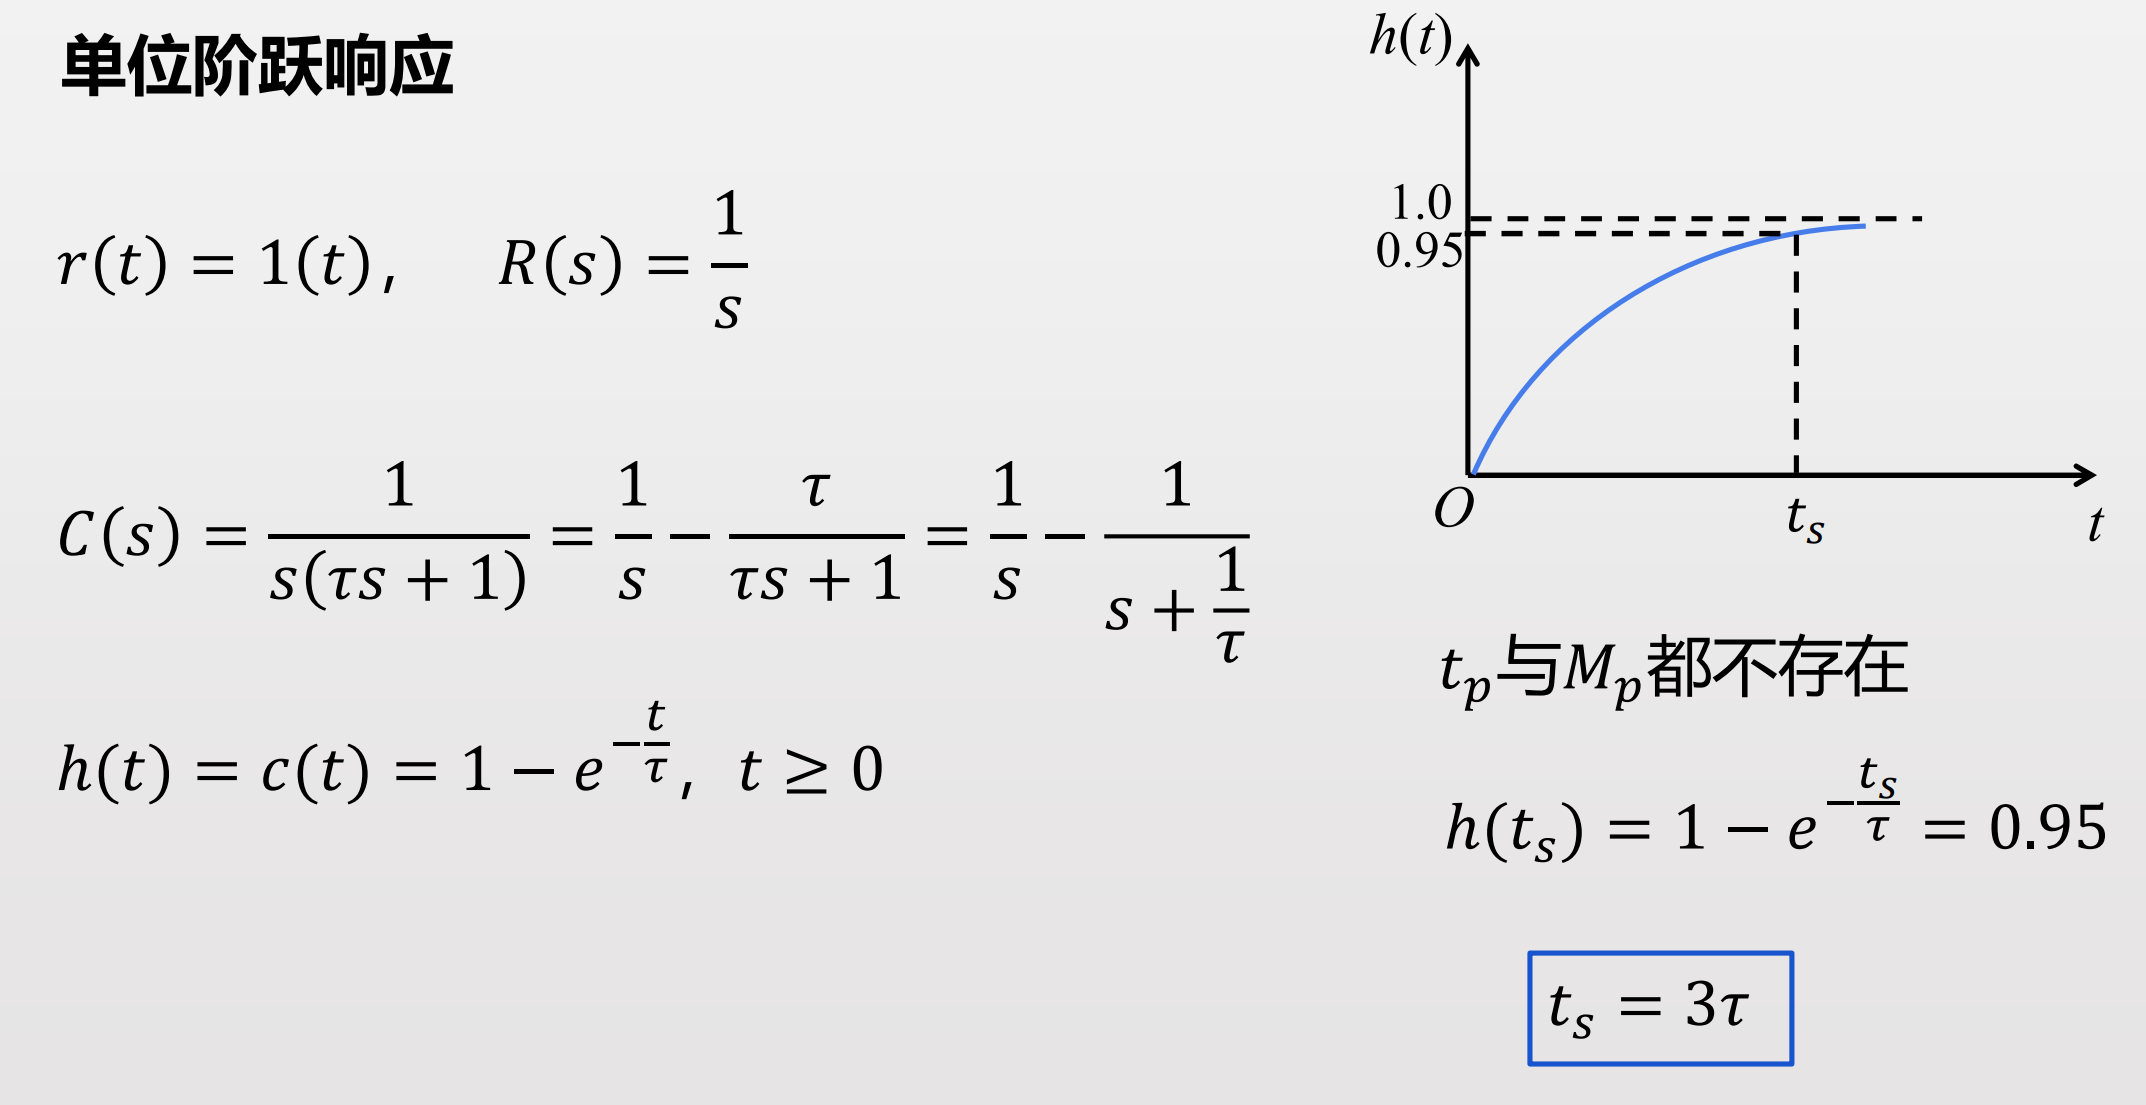 单位阶跃响应
r(t) = 1(t), R(s) = 1/s
C(s) = 1/(s(τs + 1)) = 1/s − τ/(τs + 1) = 1/s − 1/(s + 1/τ)
h(t) = c(t) = 1 − e^(−t/τ), t ≥ 0
h(t)
1.0
0.95
O
t_s
t
t_p与M_p都不存在
h(t_s) = 1 − e^(−t_s/τ) = 0.95
t_s = 3τ